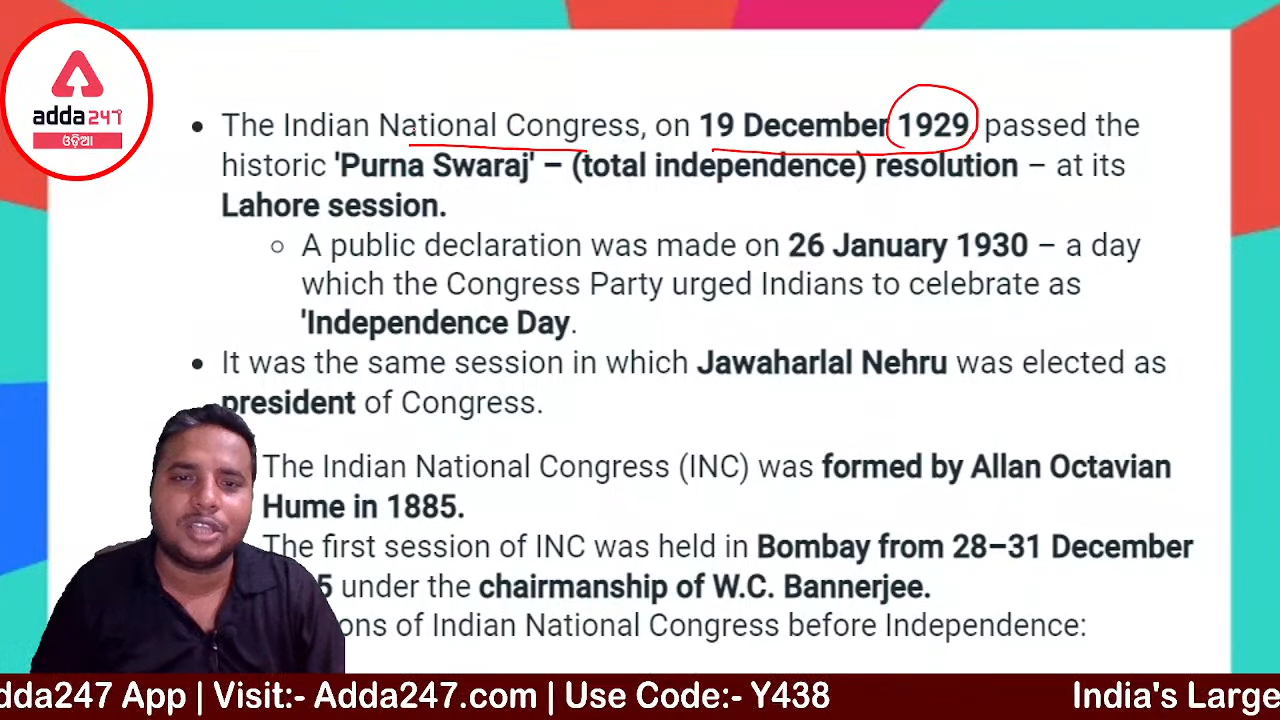 adda247
ଓଡ଼ିଆ
• The Indian National Congress, on 19 December 1929 passed the
historic 'Purna Swaraj' – (total independence) resolution – at its
Lahore session.
○ A public declaration was made on 26 January 1930 – a day
which the Congress Party urged Indians to celebrate as
'Independence Day.
• It was the same session in which Jawaharlal Nehru was elected as
president of Congress.
The Indian National Congress (INC) was formed by Allan Octavian
Hume in 1885.
The first session of INC was held in Bombay from 28–31 December
5 under the chairmanship of W.C. Bannerjee.
ons of Indian National Congress before Independence:
dda247 App | Visit:- Adda247.com | Use Code:- Y438 India's Large